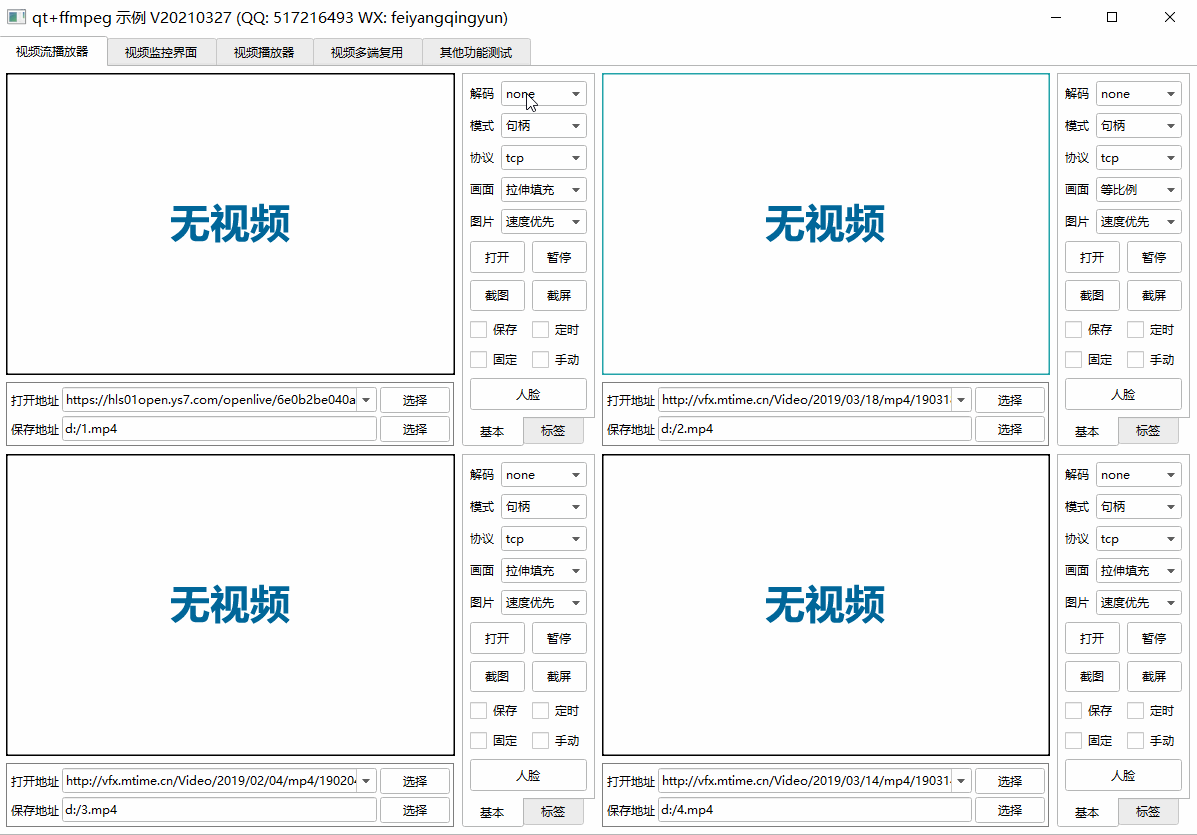 qt+ffmpeg 示例 V20210327 (QQ: 517216493 WX: feiyangqingyun)
视频流播放器 视频监控界面 视频播放器 视频多端复用 其他功能测试
无视频
解码 none
模式 句柄
协议 tcp
画面 拉伸填充
图片 速度优先
打开 暂停
截图 截屏
保存 定时
固定 手动
人脸
基本 标签
打开地址 https://hls01open.ys7.com/openlive/6e0b2be040a 选择
保存地址 d:/1.mp4 选择
无视频
解码 none
模式 句柄
协议 tcp
画面 等比例
图片 速度优先
打开 暂停
截图 截屏
保存 定时
固定 手动
人脸
基本 标签
打开地址 http://vfx.mtime.cn/Video/2019/03/18/mp4/19031 选择
保存地址 d:/2.mp4 选择
无视频
解码 none
模式 句柄
协议 tcp
画面 拉伸填充
图片 速度优先
打开 暂停
截图 截屏
保存 定时
固定 手动
人脸
基本 标签
打开地址 http://vfx.mtime.cn/Video/2019/02/04/mp4/19020 选择
保存地址 d:/3.mp4 选择
无视频
解码 none
模式 句柄
协议 tcp
画面 拉伸填充
图片 速度优先
打开 暂停
截图 截屏
保存 定时
固定 手动
人脸
基本 标签
打开地址 http://vfx.mtime.cn/Video/2019/03/14/mp4/19031 选择
保存地址 d:/4.mp4 选择